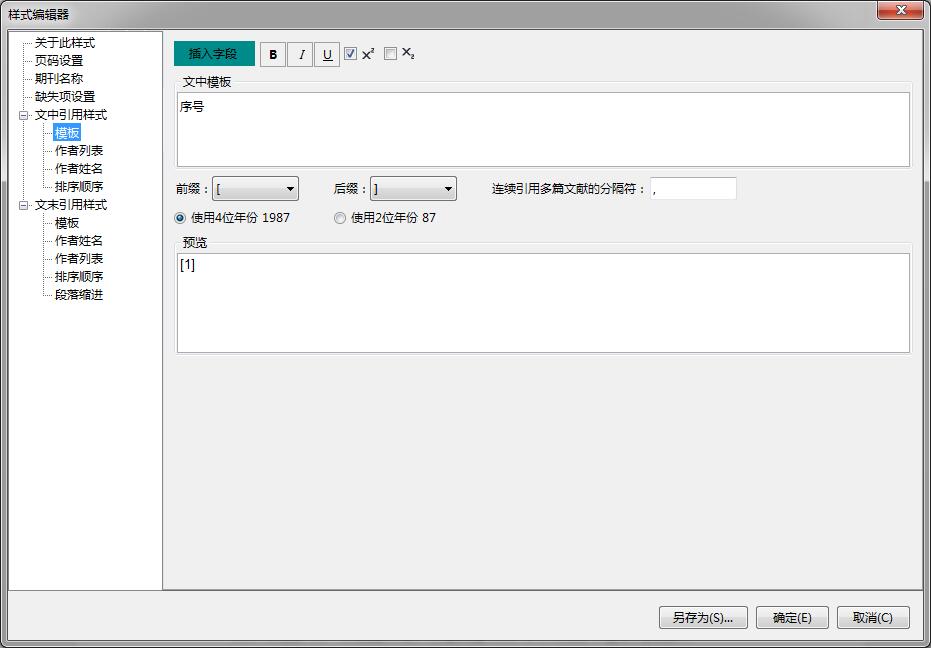 样式编辑器
关于此样式
页码设置
期刊名称
缺失项设置
文中引用样式
模板
作者列表
作者姓名
排序顺序
文末引用样式
模板
作者姓名
作者列表
排序顺序
段落缩进
插入字段 B I U x² X₂
文中模板
序号
前缀： [ 后缀： ] 连续引用多篇文献的分隔符： ,
使用4位年份 1987 使用2位年份 87
预览
[1]
另存为(S)... 确定(E) 取消(C)